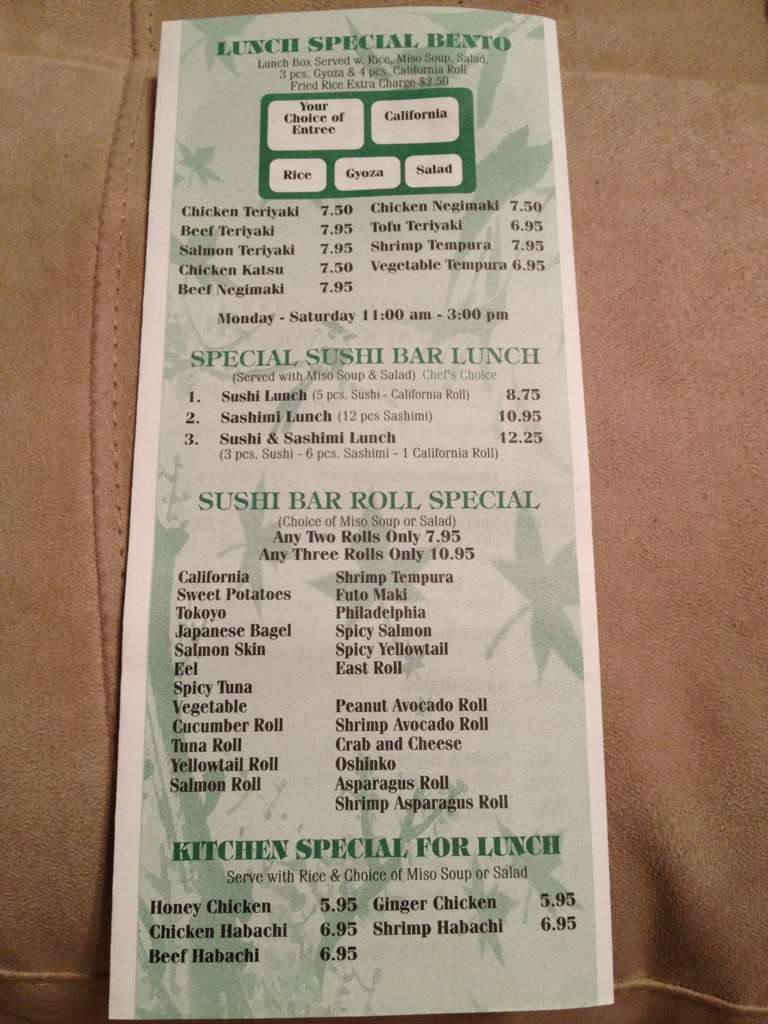 LUNCH SPECIAL BENTO
Lunch Box Served w. Rice, Miso Soup, Salad,
3 pcs. Gyoza & 4 pcs. California Roll
Fried Rice Extra Charge $2.50
Your
Choice of
Entree
California
Rice
Gyoza
Salad
Chicken Teriyaki 7.50 Chicken Negimaki 7.50
Beef Teriyaki 7.95 Tofu Teriyaki 6.95
Salmon Teriyaki 7.95 Shrimp Tempura 7.95
Chicken Katsu 7.50 Vegetable Tempura 6.95
Beef Negimaki 7.95
Monday - Saturday 11:00 am - 3:00 pm
SPECIAL SUSHI BAR LUNCH
(Served with Miso Soup & Salad) Chef's Choice
1. Sushi Lunch (5 pcs. Sushi - California Roll) 8.75
2. Sashimi Lunch (12 pcs Sashimi) 10.95
3. Sushi & Sashimi Lunch 12.25
(3 pcs. Sushi - 6 pcs. Sashimi - 1 California Roll)
SUSHI BAR ROLL SPECIAL
(Choice of Miso Soup or Salad)
Any Two Rolls Only 7.95
Any Three Rolls Only 10.95
California Shrimp Tempura
Sweet Potatoes Futo Maki
Tokoyo Philadelphia
Japanese Bagel Spicy Salmon
Salmon Skin Spicy Yellowtail
Eel East Roll
Spicy Tuna
Vegetable Peanut Avocado Roll
Cucumber Roll Shrimp Avocado Roll
Tuna Roll Crab and Cheese
Yellowtail Roll Oshinko
Salmon Roll Asparagus Roll
Shrimp Asparagus Roll
KITCHEN SPECIAL FOR LUNCH
Serve with Rice & Choice of Miso Soup or Salad
Honey Chicken 5.95 Ginger Chicken 5.95
Chicken Habachi 6.95 Shrimp Habachi 6.95
Beef Habachi 6.95